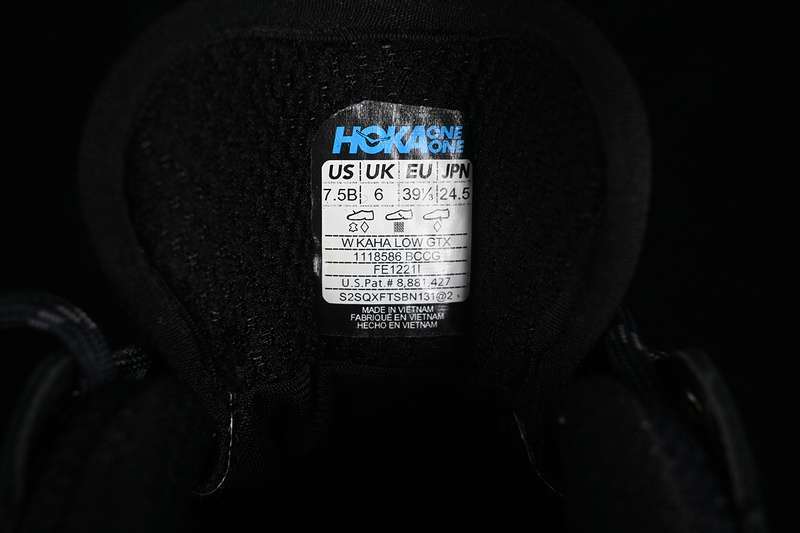 HOKA ONE ONE
US UK EU JPN
7.5B 6 39⅓ 24.5
W KAHA LOW GTX
1118586 BCCG
FE1221I
U.S.Pat.# 8,881,427
S2SQXFTSBN131@2
MADE IN VIETNAM
FABRIQUÉ EN VIETNAM
HECHO EN VIETNAM